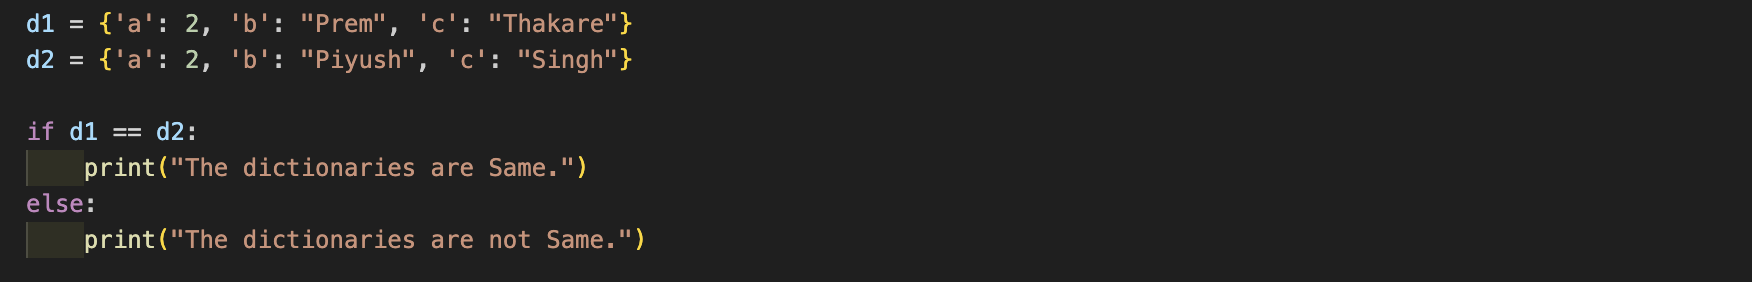 d1 = {'a': 2, 'b': "Prem", 'c': "Thakare"}
d2 = {'a': 2, 'b': "Piyush", 'c': "Singh"}
if d1 == d2:
    print("The dictionaries are Same.")
else:
    print("The dictionaries are not Same.")